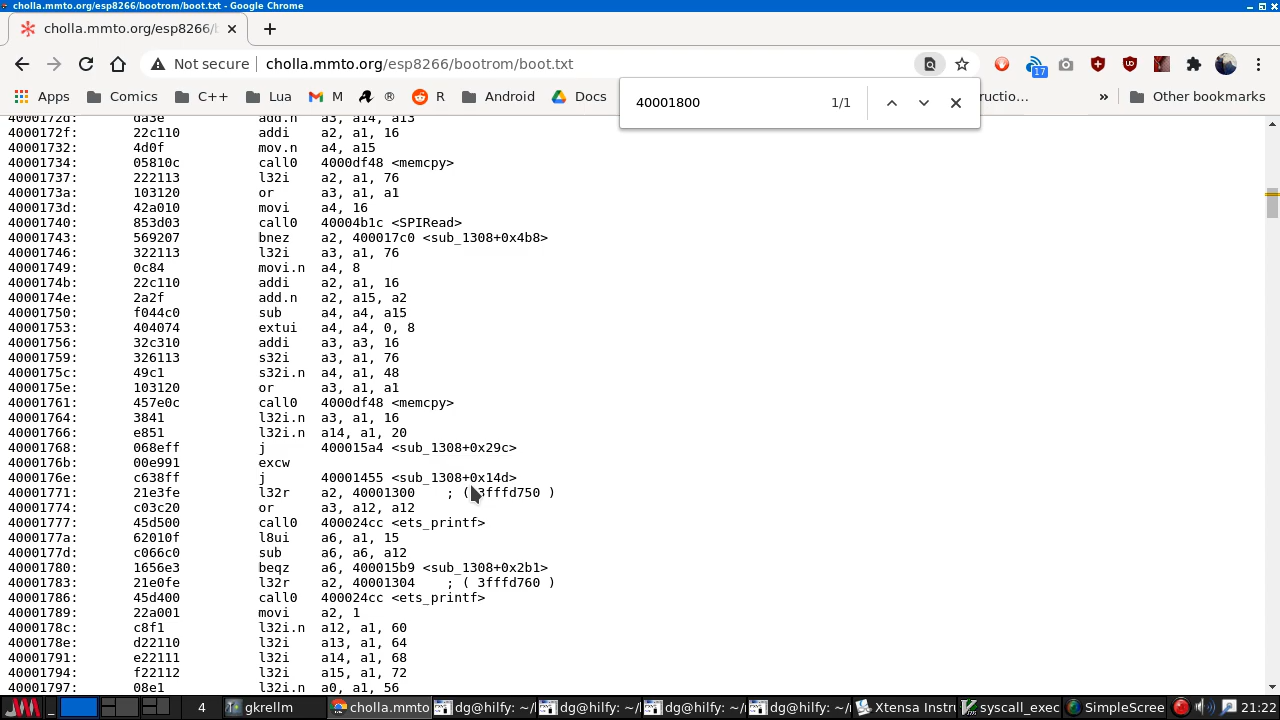 cholla.mmto.org/esp8266/bootrom/boot.txt - Google Chrome
cholla.mmto.org/esp8266/b
Not secure cholla.mmto.org/esp8266/bootrom/boot.txt
17
UBO
Apps Comics C++ Lua M ® R Android Docs ructio… » Other bookmarks
40001800 1/1
4000172d: da3e add.n a3, a14, a13
4000172f: 22c110 addi a2, a1, 16
40001732: 4d0f mov.n a4, a15
40001734: 05810c call0 4000df48 <memcpy>
40001737: 222113 l32i a2, a1, 76
4000173a: 103120 or a3, a1, a1
4000173d: 42a010 movi a4, 16
40001740: 853d03 call0 40004b1c <SPIRead>
40001743: 569207 bnez a2, 400017c0 <sub_1308+0x4b8>
40001746: 322113 l32i a3, a1, 76
40001749: 0c84 movi.n a4, 8
4000174b: 22c110 addi a2, a1, 16
4000174e: 2a2f add.n a2, a15, a2
40001750: f044c0 sub a4, a4, a15
40001753: 404074 extui a4, a4, 0, 8
40001756: 32c310 addi a3, a3, 16
40001759: 326113 s32i a3, a1, 76
4000175c: 49c1 s32i.n a4, a1, 48
4000175e: 103120 or a3, a1, a1
40001761: 457e0c call0 4000df48 <memcpy>
40001764: 3841 l32i.n a3, a1, 16
40001766: e851 l32i.n a14, a1, 20
40001768: 068eff j 400015a4 <sub_1308+0x29c>
4000176b: 00e991 excw
4000176e: c638ff j 40001455 <sub_1308+0x14d>
40001771: 21e3fe l32r a2, 40001300 ; ( 3fffd750 )
40001774: c03c20 or a3, a12, a12
40001777: 45d500 call0 400024cc <ets_printf>
4000177a: 62010f l8ui a6, a1, 15
4000177d: c066c0 sub a6, a6, a12
40001780: 1656e3 beqz a6, 400015b9 <sub_1308+0x2b1>
40001783: 21e0fe l32r a2, 40001304 ; ( 3fffd760 )
40001786: 45d400 call0 400024cc <ets_printf>
40001789: 22a001 movi a2, 1
4000178c: c8f1 l32i.n a12, a1, 60
4000178e: d22110 l32i a13, a1, 64
40001791: e22111 l32i a14, a1, 68
40001794: f22112 l32i a15, a1, 72
40001797: 08e1 l32i.n a0, a1, 56
4 gkrellm cholla.mmto dg@hilfy: ~/ dg@hilfy: ~/ dg@hilfy: ~/ dg@hilfy: ~/ Xtensa Instr syscall_exec SimpleScree 21:22